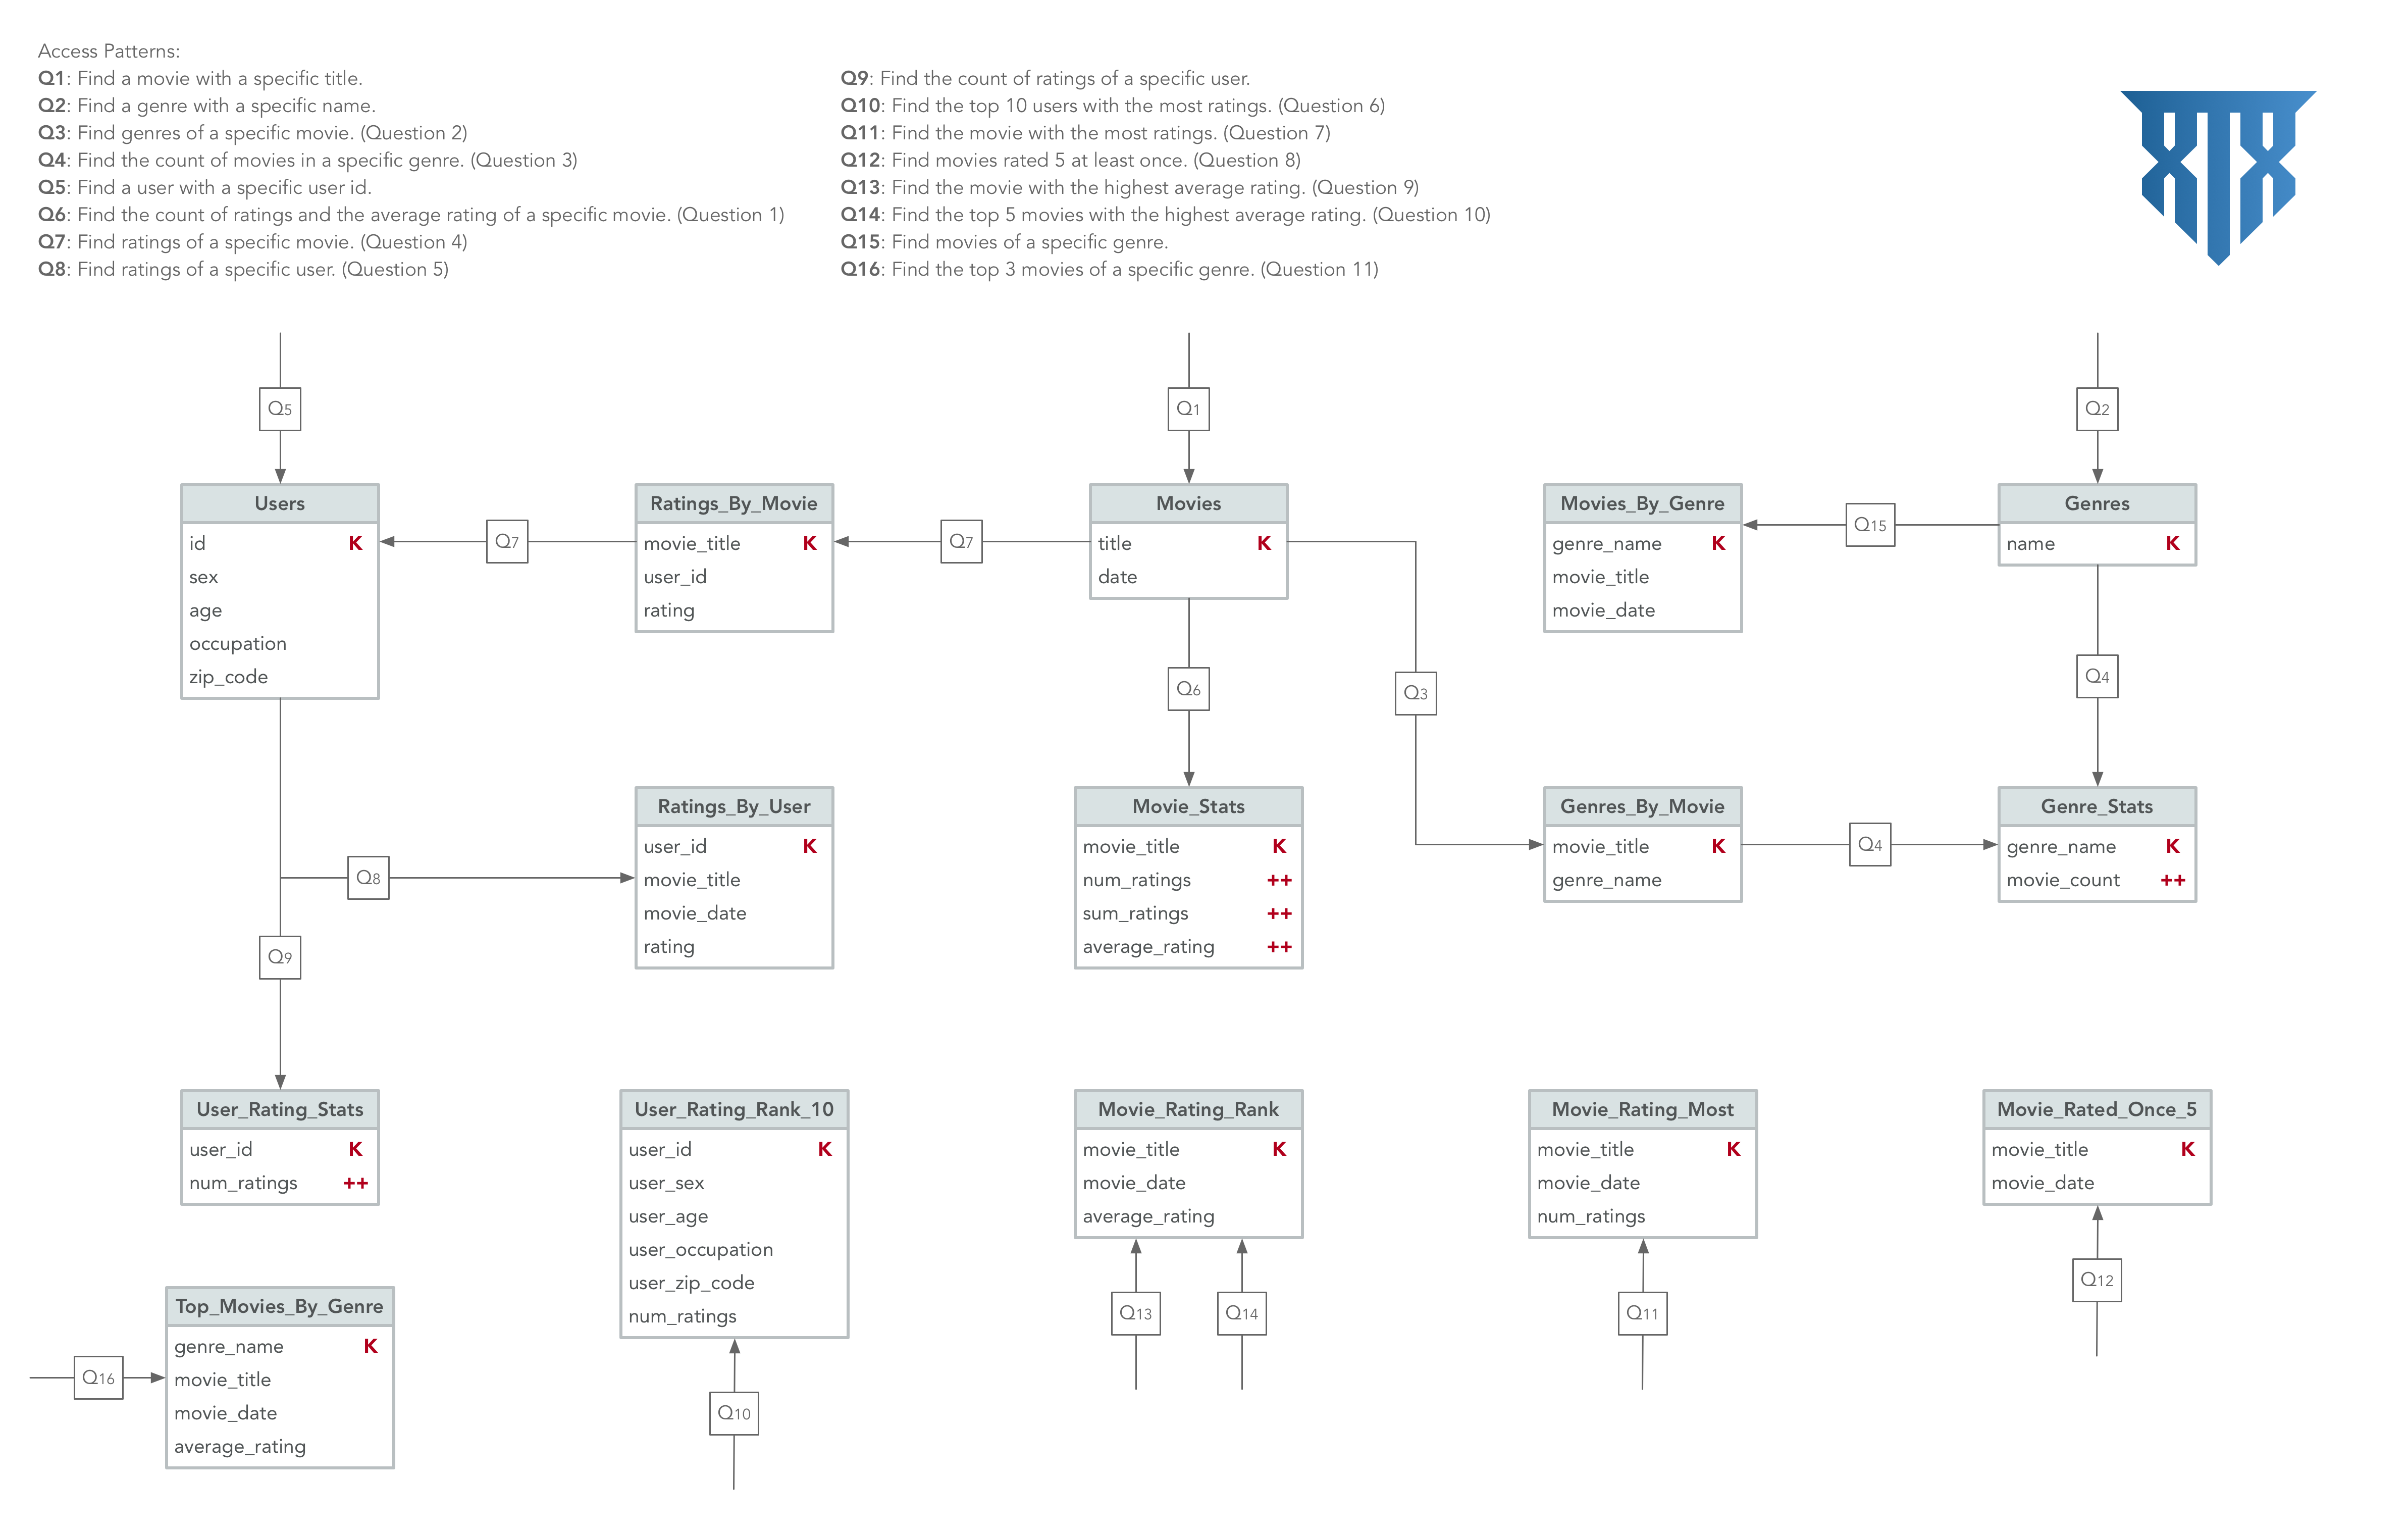 Access Patterns:
Q1: Find a movie with a specific title.
Q2: Find a genre with a specific name.
Q3: Find genres of a specific movie. (Question 2)
Q4: Find the count of movies in a specific genre. (Question 3)
Q5: Find a user with a specific user id.
Q6: Find the count of ratings and the average rating of a specific movie. (Question 1)
Q7: Find ratings of a specific movie. (Question 4)
Q8: Find ratings of a specific user. (Question 5)
Q9: Find the count of ratings of a specific user.
Q10: Find the top 10 users with the most ratings. (Question 6)
Q11: Find the movie with the most ratings. (Question 7)
Q12: Find movies rated 5 at least once. (Question 8)
Q13: Find the movie with the highest average rating. (Question 9)
Q14: Find the top 5 movies with the highest average rating. (Question 10)
Q15: Find movies of a specific genre.
Q16: Find the top 3 movies of a specific genre. (Question 11)
Q5
Q1
Q2
Users
id K
sex
age
occupation
zip_code
Q7
Ratings_By_Movie
movie_title K
user_id
rating
Q7
Movies
title K
date
Movies_By_Genre
genre_name K
movie_title
movie_date
Q15
Genres
name K
Q6
Q3
Q4
Q8
Q9
Ratings_By_User
user_id K
movie_title
movie_date
rating
Movie_Stats
movie_title K
num_ratings ++
sum_ratings ++
average_rating ++
Genres_By_Movie
movie_title K
genre_name
Q4
Genre_Stats
genre_name K
movie_count ++
User_Rating_Stats
user_id K
num_ratings ++
User_Rating_Rank_10
user_id K
user_sex
user_age
user_occupation
user_zip_code
num_ratings
Movie_Rating_Rank
movie_title K
movie_date
average_rating
Movie_Rating_Most
movie_title K
movie_date
num_ratings
Movie_Rated_Once_5
movie_title K
movie_date
Q12
Q13
Q14
Q11
Q16
Top_Movies_By_Genre
genre_name K
movie_title
movie_date
average_rating
Q10